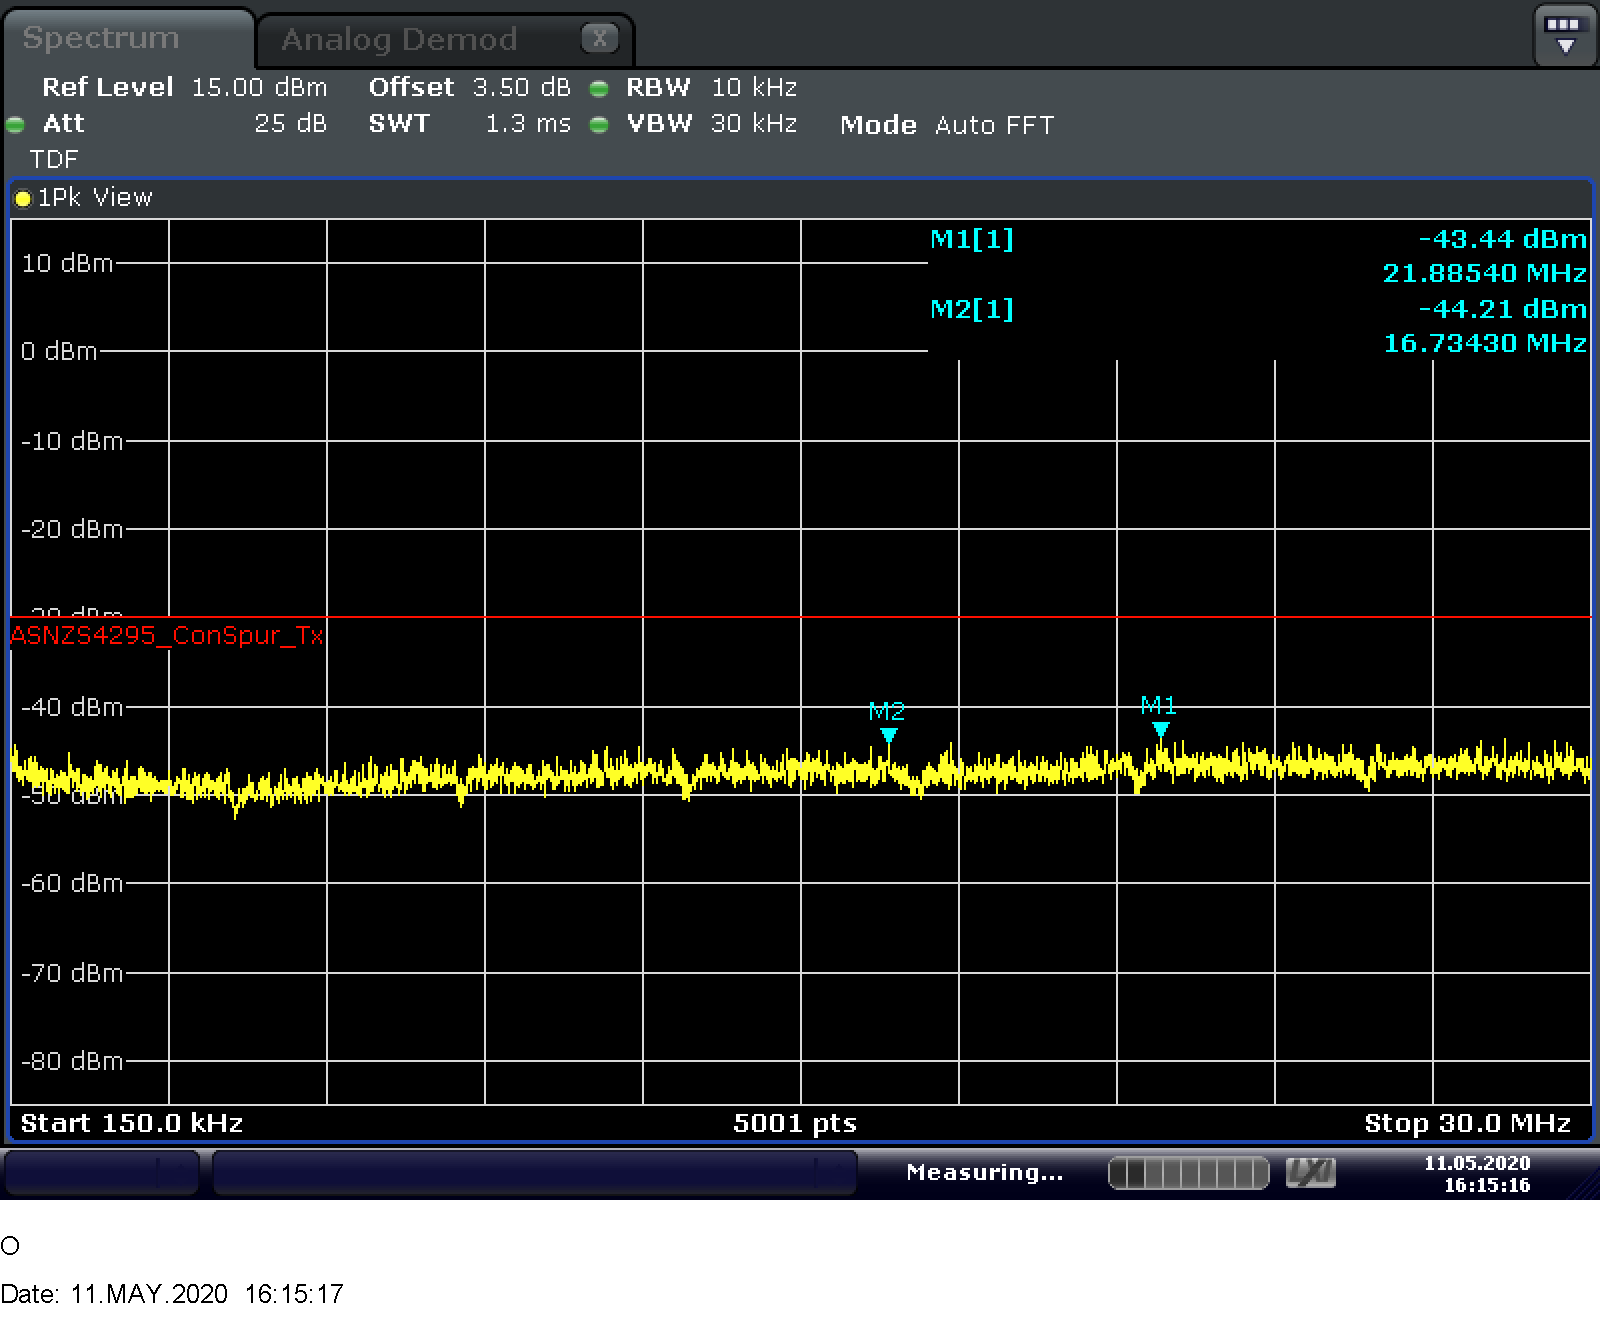 Spectrum
Analog Demod X
Ref Level 15.00 dBm Offset 3.50 dB RBW 10 kHz
Att 25 dB SWT 1.3 ms VBW 30 kHz Mode Auto FFT
TDF
1Pk View
M1[1] -43.44 dBm
21.88540 MHz
M2[1] -44.21 dBm
16.73430 MHz
10 dBm
0 dBm
-10 dBm
-20 dBm
-30 dBm
ASNZS4295_ConSpur_Tx
-40 dBm
M2
M1
-50 dBm
-60 dBm
-70 dBm
-80 dBm
Start 150.0 kHz 5001 pts Stop 30.0 MHz
Measuring... LXI 11.05.2020
16:15:16
O
Date: 11.MAY.2020 16:15:17